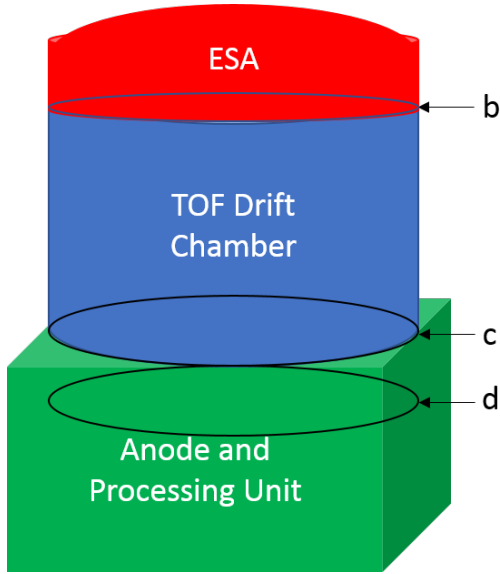 ESA
b
TOF Drift
Chamber
c
d
Anode and
Processing Unit